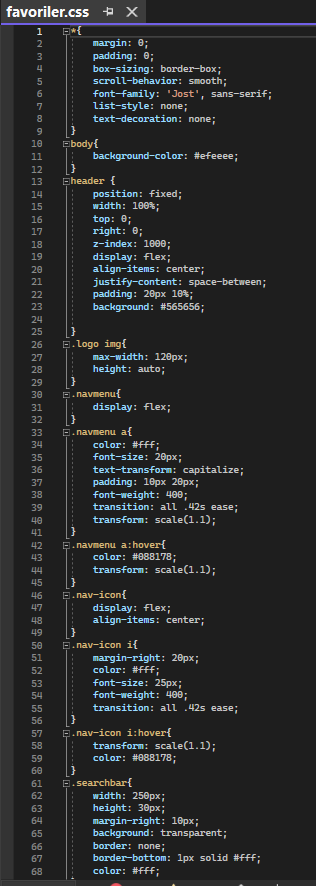 favoriler.css
1 *{
2 margin: 0;
3 padding: 0;
4 box-sizing: border-box;
5 scroll-behavior: smooth;
6 font-family: 'Jost', sans-serif;
7 list-style: none;
8 text-decoration: none;
9 }
10 body{
11 background-color: #efeeee;
12 }
13 header {
14 position: fixed;
15 width: 100%;
16 top: 0;
17 right: 0;
18 z-index: 1000;
19 display: flex;
20 align-items: center;
21 justify-content: space-between;
22 padding: 20px 10%;
23 background: #565656;
24
25 }
26 .logo img{
27 max-width: 120px;
28 height: auto;
29 }
30 .navmenu{
31 display: flex;
32 }
33 .navmenu a{
34 color: #fff;
35 font-size: 20px;
36 text-transform: capitalize;
37 padding: 10px 20px;
38 font-weight: 400;
39 transition: all .42s ease;
40 transform: scale(1.1);
41 }
42 .navmenu a:hover{
43 color: #088178;
44 transform: scale(1.1);
45 }
46 .nav-icon{
47 display: flex;
48 align-items: center;
49 }
50 .nav-icon i{
51 margin-right: 20px;
52 color: #fff;
53 font-size: 25px;
54 font-weight: 400;
55 transition: all .42s ease;
56 }
57 .nav-icon i:hover{
58 transform: scale(1.1);
59 color: #088178;
60 }
61 .searchbar{
62 width: 250px;
63 height: 30px;
64 margin-right: 10px;
65 background: transparent;
66 border: none;
67 border-bottom: 1px solid #fff;
68 color: #fff;